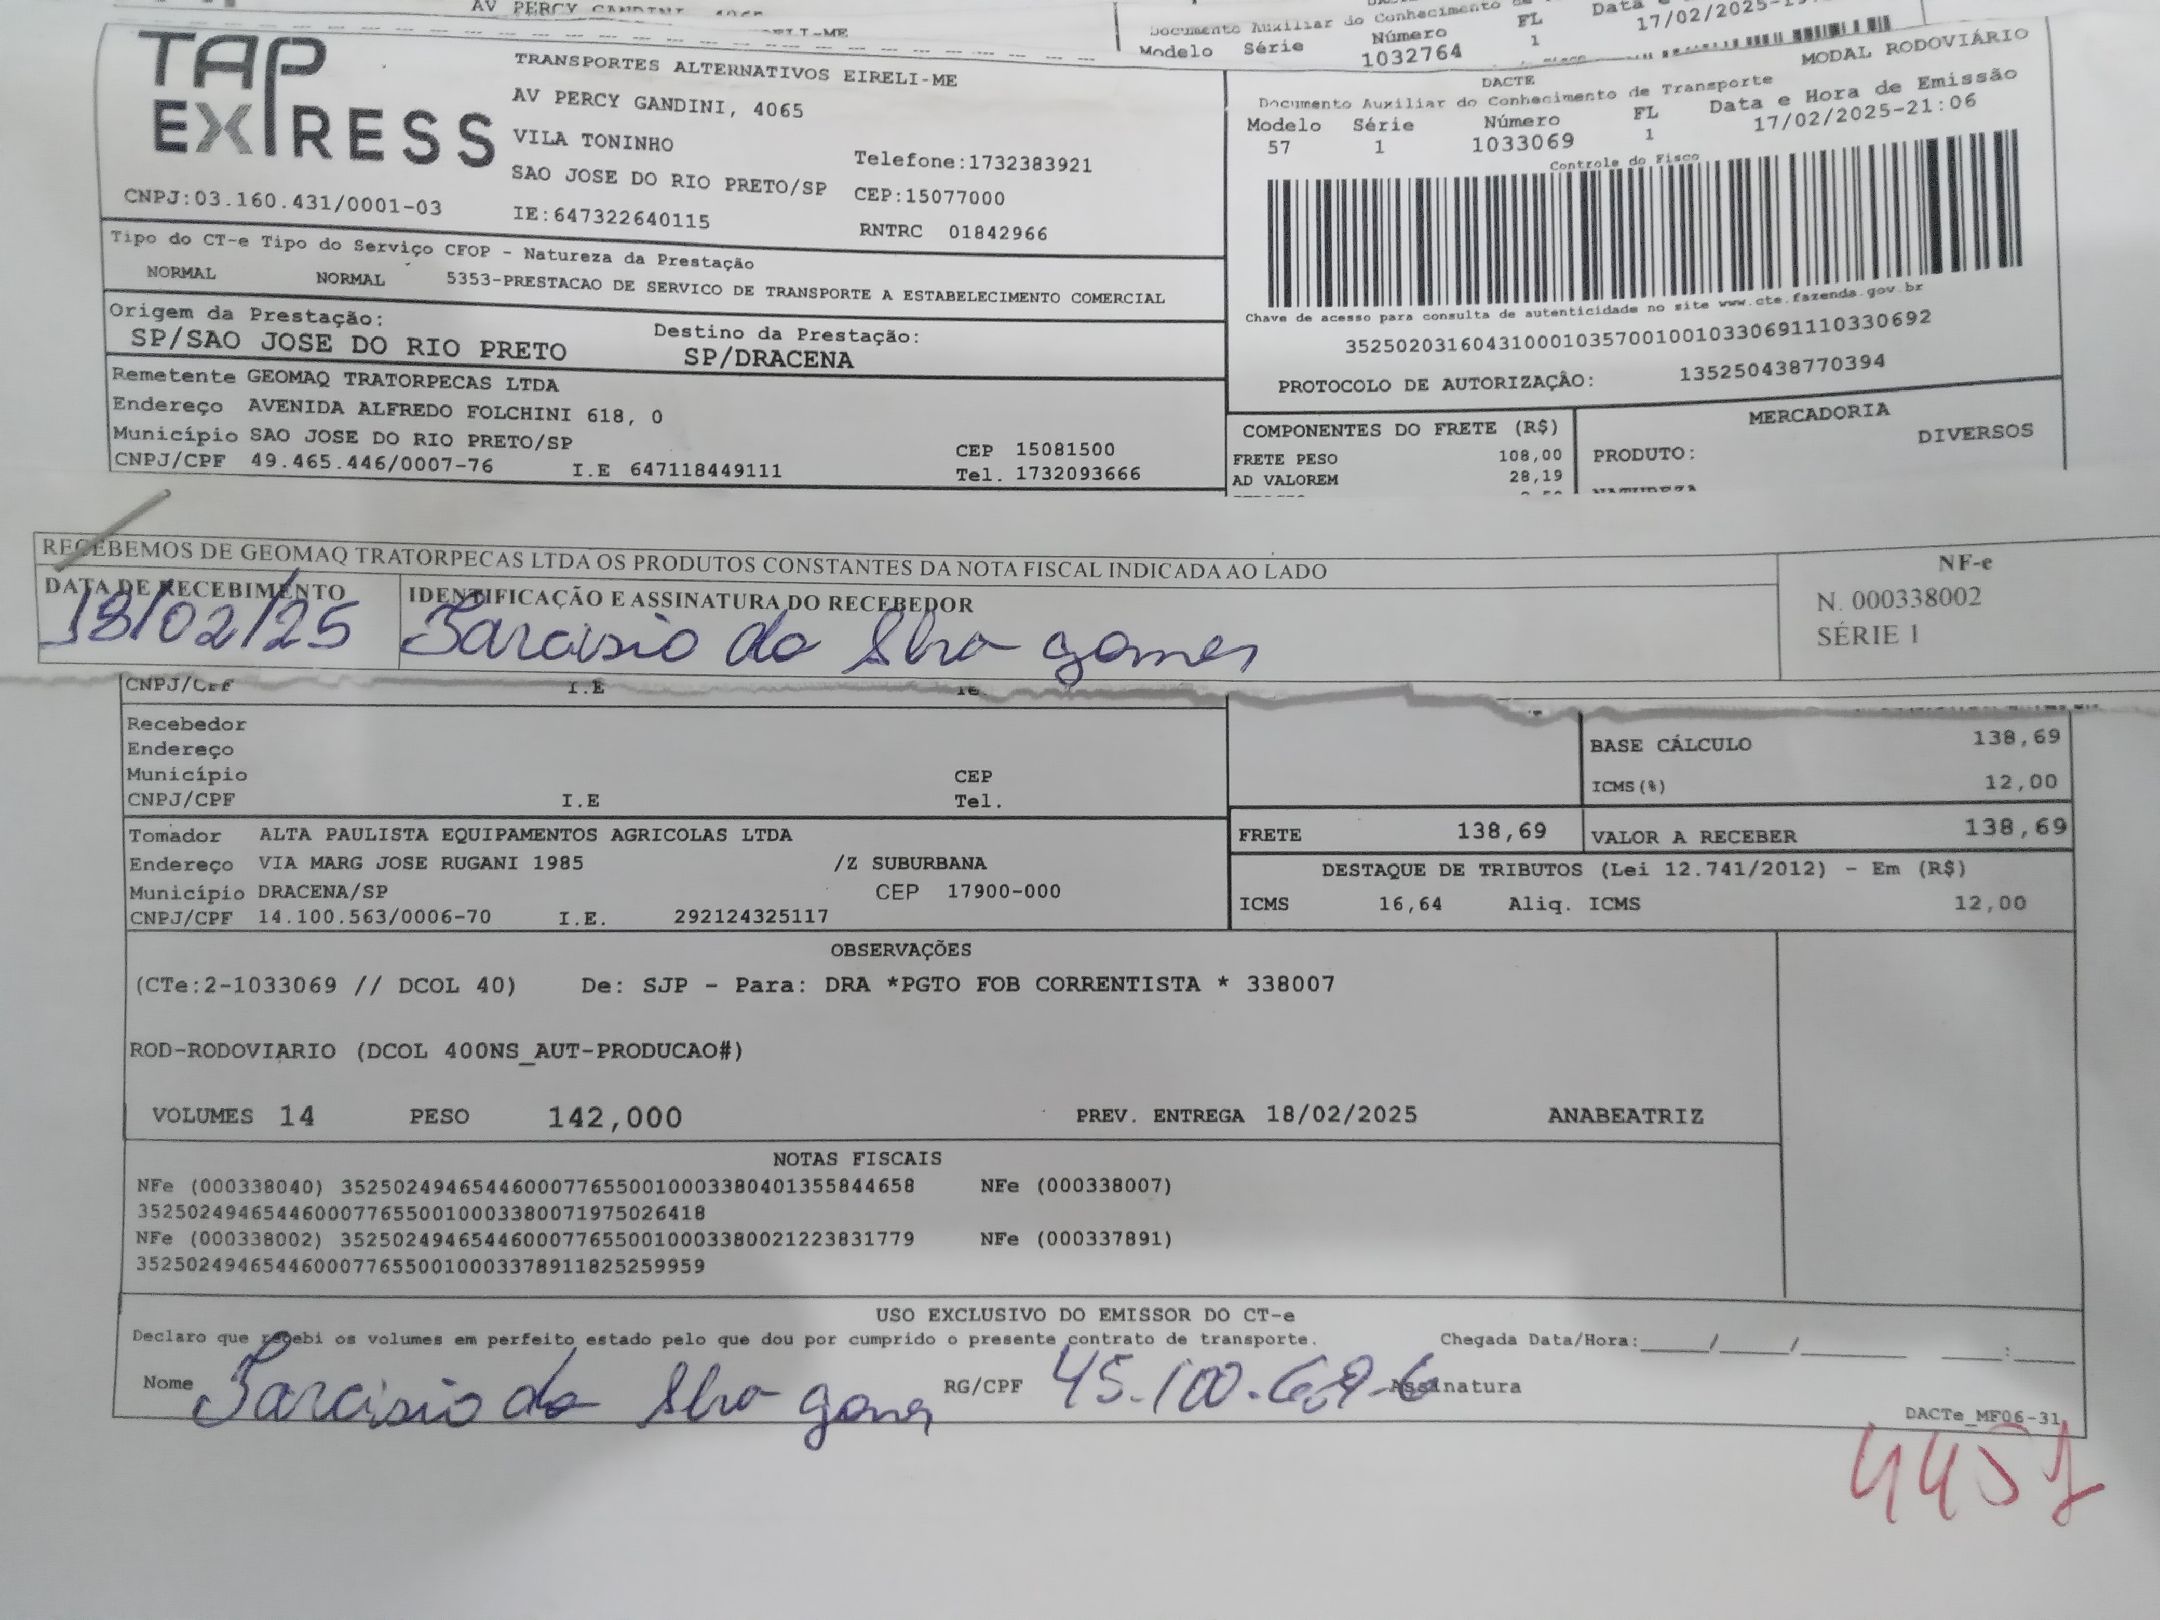 AV PERCY GANDINI, 4065
Documento Auxiliar do Conhecimento de
Modelo Série Número FL Data e
1032764 1 17/02/2025-
MODAL RODOVIÁRIO
TAP EXPRESS
TRANSPORTES ALTERNATIVOS EIRELI-ME
AV PERCY GANDINI, 4065
VILA TONINHO
Telefone:1732383921
SAO JOSE DO RIO PRETO/SP CEP:15077000
CNPJ:03.160.431/0001-03 IE:647322640115 RNTRC 01842966
DACTE
Documento Auxiliar do Conhecimento de Transporte
Modelo Série Número FL Data e Hora de Emissão
57 1 1033069 1 17/02/2025-21:06
Controle do Fisco
Chave de acesso para consulta de autenticidade no site www.cte.fazenda.gov.br
35250203160431000103570010010330691110330692
PROTOCOLO DE AUTORIZAÇÃO: 135250438770394
Tipo do CT-e Tipo do Serviço CFOP - Natureza da Prestação
NORMAL NORMAL 5353-PRESTACAO DE SERVICO DE TRANSPORTE A ESTABELECIMENTO COMERCIAL
Origem da Prestação: Destino da Prestação:
SP/SAO JOSE DO RIO PRETO SP/DRACENA
Remetente GEOMAQ TRATORPECAS LTDA
Endereço AVENIDA ALFREDO FOLCHINI 618, 0
Município SAO JOSE DO RIO PRETO/SP CEP 15081500
CNPJ/CPF 49.465.446/0007-76 I.E 647118449111 Tel. 1732093666
COMPONENTES DO FRETE (R$)
FRETE PESO 108,00
AD VALOREM 28,19
MERCADORIA
PRODUTO: DIVERSOS
RECEBEMOS DE GEOMAQ TRATORPECAS LTDA OS PRODUTOS CONSTANTES DA NOTA FISCAL INDICADA AO LADO
DATA DE RECEBIMENTO IDENTIFICAÇÃO E ASSINATURA DO RECEBEDOR
18/02/25 Tarcisio da Silva gomes
NF-e
N. 000338002
SÉRIE 1
CNPJ/CPF I.E
Recebedor
Endereço
Município CEP
CNPJ/CPF I.E Tel.
BASE CÁLCULO 138,69
ICMS(%) 12,00
Tomador ALTA PAULISTA EQUIPAMENTOS AGRICOLAS LTDA
Endereço VIA MARG JOSE RUGANI 1985 /Z SUBURBANA
Município DRACENA/SP CEP 17900-000
CNPJ/CPF 14.100.563/0006-70 I.E. 292124325117
FRETE 138,69 VALOR A RECEBER 138,69
DESTAQUE DE TRIBUTOS (Lei 12.741/2012) - Em (R$)
ICMS 16,64 Aliq. ICMS 12,00
OBSERVAÇÕES
(CTe:2-1033069 // DCOL 40) De: SJP - Para: DRA *PGTO FOB CORRENTISTA * 338007
ROD-RODOVIARIO (DCOL 400NS_AUT-PRODUCAO#)
VOLUMES 14 PESO 142,000 PREV. ENTREGA 18/02/2025 ANABEATRIZ
NOTAS FISCAIS
NFe (000338040) 35250249465446000776550010003380401355844658 NFe (000338007)
35250249465446000776550010003380071975026418
NFe (000338002) 35250249465446000776550010003380021223831779 NFe (000337891)
35250249465446000776550010003378911825259959
USO EXCLUSIVO DO EMISSOR DO CT-e
Declaro que recebi os volumes em perfeito estado pelo que dou por cumprido o presente contrato de transporte. Chegada Data/Hora:____/____/______ ____:____
Nome Tarcisio da Silva gomes RG/CPF 45.100.689-6 Assinatura
DACTe_MF06-31